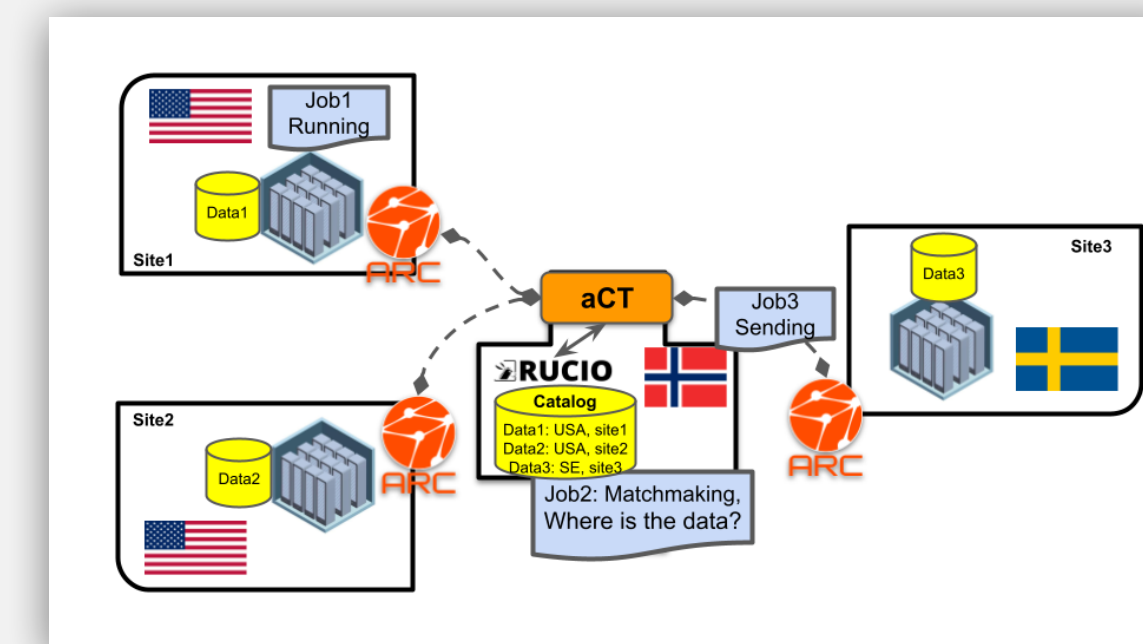 Job1
Running
Data1
Site1
ARC
aCT
Job3
Sending
Site3
Data3
RUCIO
Catalog
Data1: USA, site1
Data2: USA, site2
Data3: SE, site3
ARC
Site2
Data2
ARC
Job2: Matchmaking,
Where is the data?